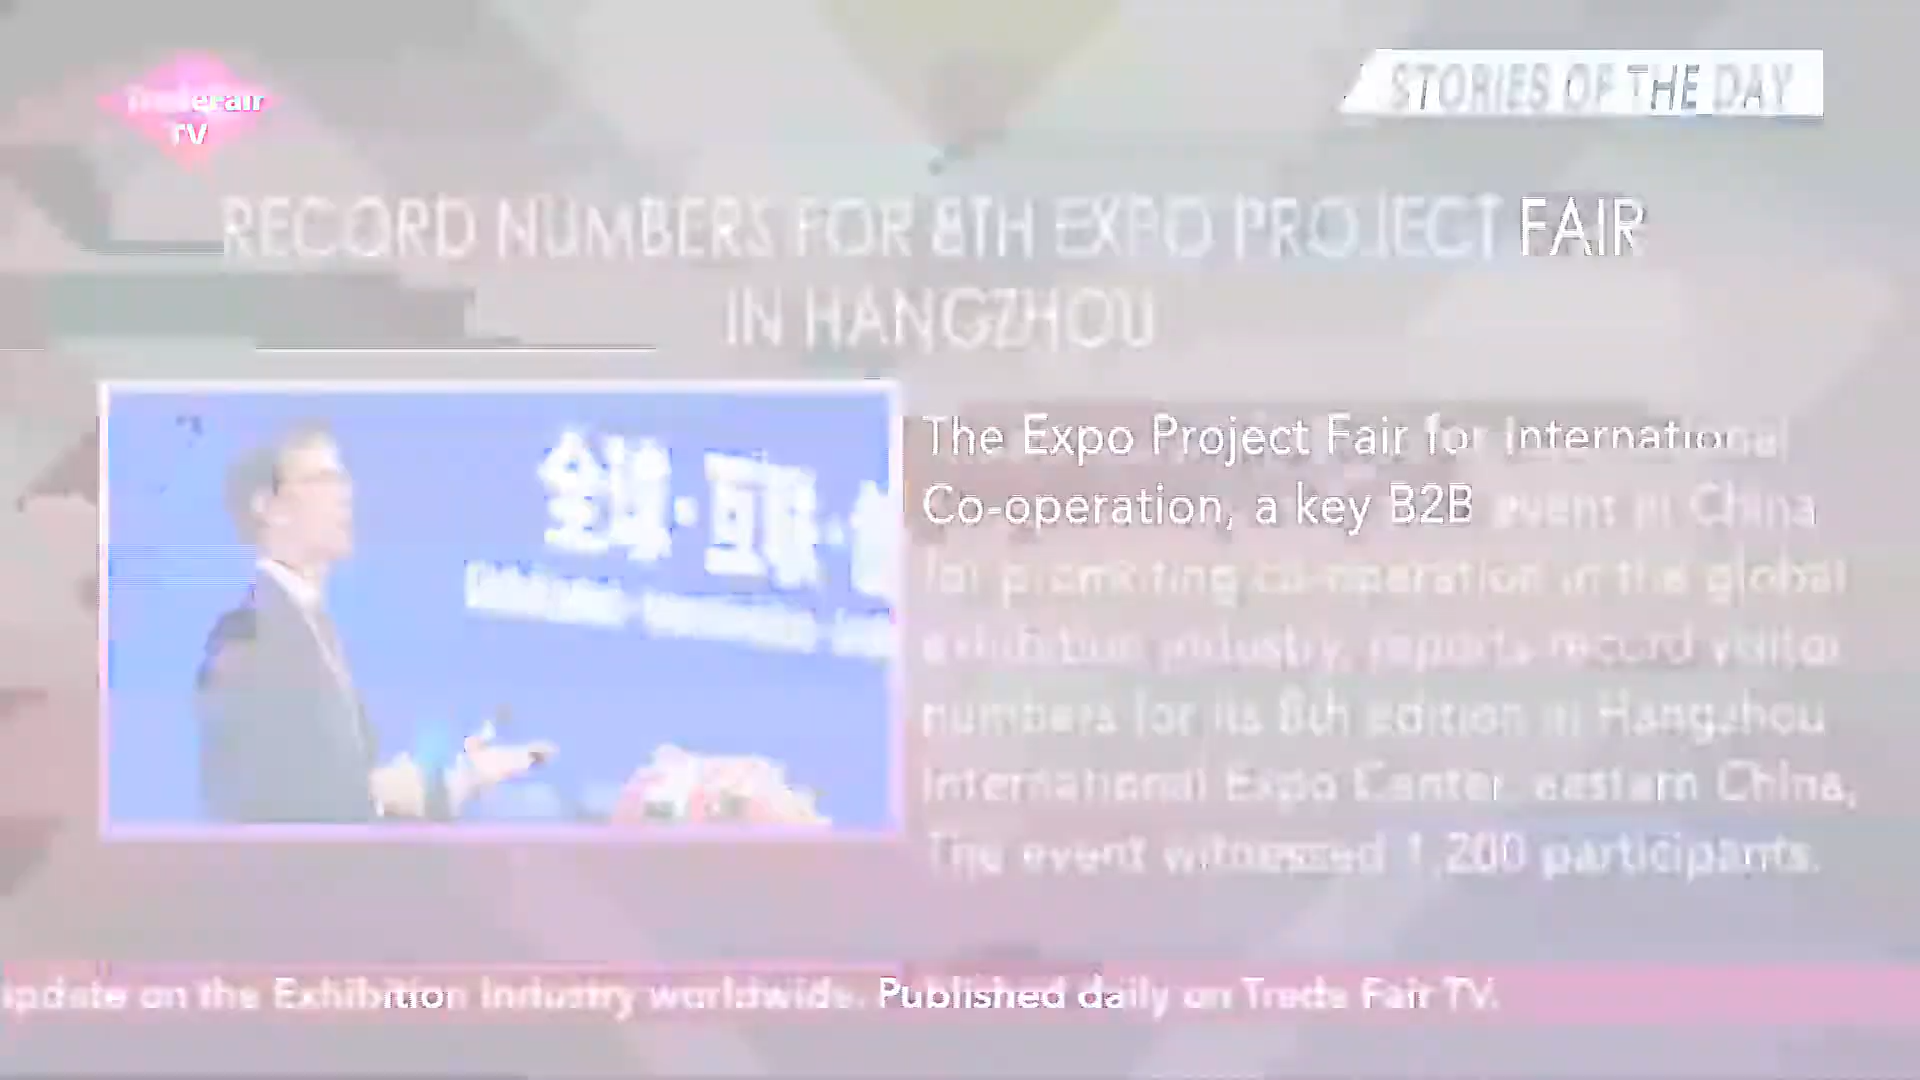 TradeFair
TV
STORIES OF THE DAY
RECORD NUMBERS FOR 8TH EXPO PROJECT FAIR
IN HANGZHOU
全球·互联·
The Expo Project Fair for International
Co-operation, a key B2B event in China
for promoting co-operation in the global
exhibition industry, reports record visitor
numbers for its 8th edition in Hangzhou
International Expo Center, eastern China,
The event witnessed 1,200 participants.
update on the Exhibition Industry worldwide. Published daily on Trade Fair TV.